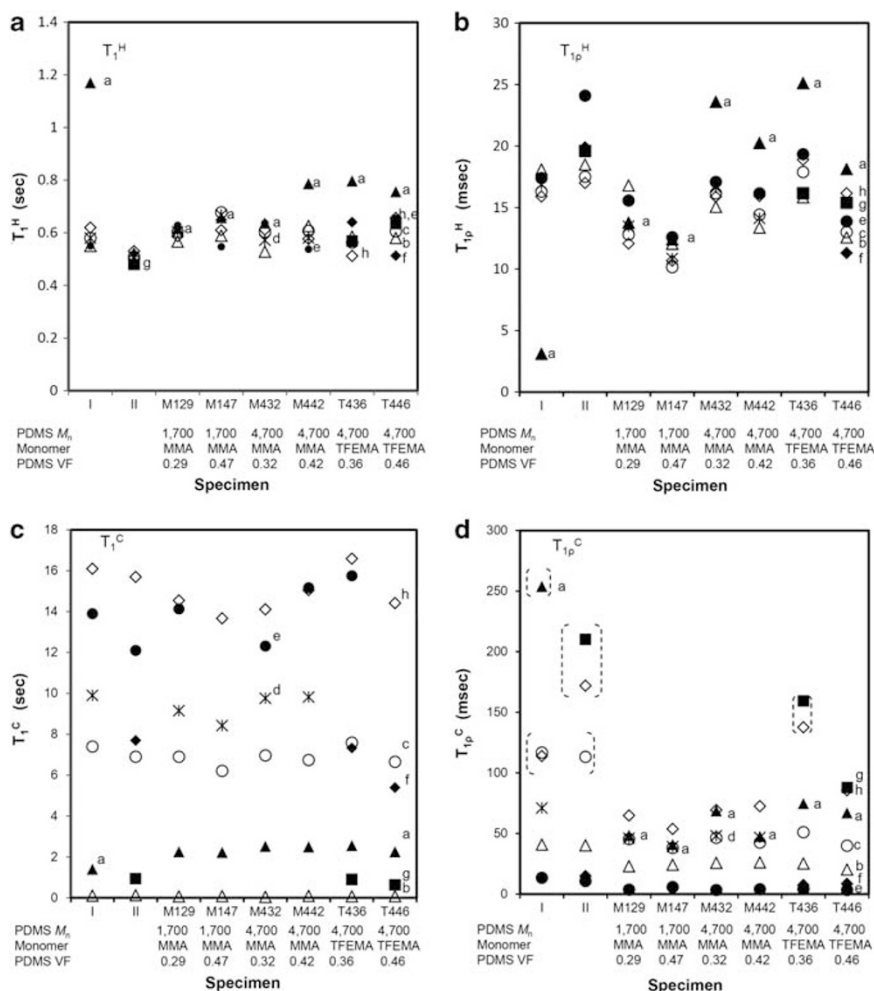 a
T₁ᴴ
T₁ᴴ (sec)
1.4
1.2
1
0.8
0.6
0.4
0.2
0
a
g
a
a
a
d
a
e
a
h
a
h,e
c
b
f
I II M129 M147 M432 M442 T436 T446
PDMS Mn 1,700 1,700 4,700 4,700 4,700 4,700
Monomer MMA MMA MMA MMA TFEMA TFEMA
PDMS VF 0.29 0.47 0.32 0.42 0.36 0.46
Specimen
b
T₁ρᴴ
T₁ρᴴ (msec)
30
25
20
15
10
5
0
a
a
a
a
a
a
a
h
g
e
c
b
f
I II M129 M147 M432 M442 T436 T446
PDMS Mn 1,700 1,700 4,700 4,700 4,700 4,700
Monomer MMA MMA MMA MMA TFEMA TFEMA
PDMS VF 0.29 0.47 0.32 0.42 0.36 0.46
Specimen
c
T₁ᶜ
T₁ᶜ (sec)
18
16
14
12
10
8
6
4
2
0
a
e
d
h
c
f
a
g
b
I II M129 M147 M432 M442 T436 T446
PDMS Mn 1,700 1,700 4,700 4,700 4,700 4,700
Monomer MMA MMA MMA MMA TFEMA TFEMA
PDMS VF 0.29 0.47 0.32 0.42 0.36 0.46
Specimen
d
T₁ρᶜ
T₁ρᶜ (msec)
300
250
200
150
100
50
0
a
a
a
a
d
a
a
g
h
a
c
b
f
e
I II M129 M147 M432 M442 T436 T446
PDMS Mn 1,700 1,700 4,700 4,700 4,700 4,700
Monomer MMA MMA MMA MMA TFEMA TFEMA
PDMS VF 0.29 0.47 0.32 0.42 0.36 0.46
Specimen